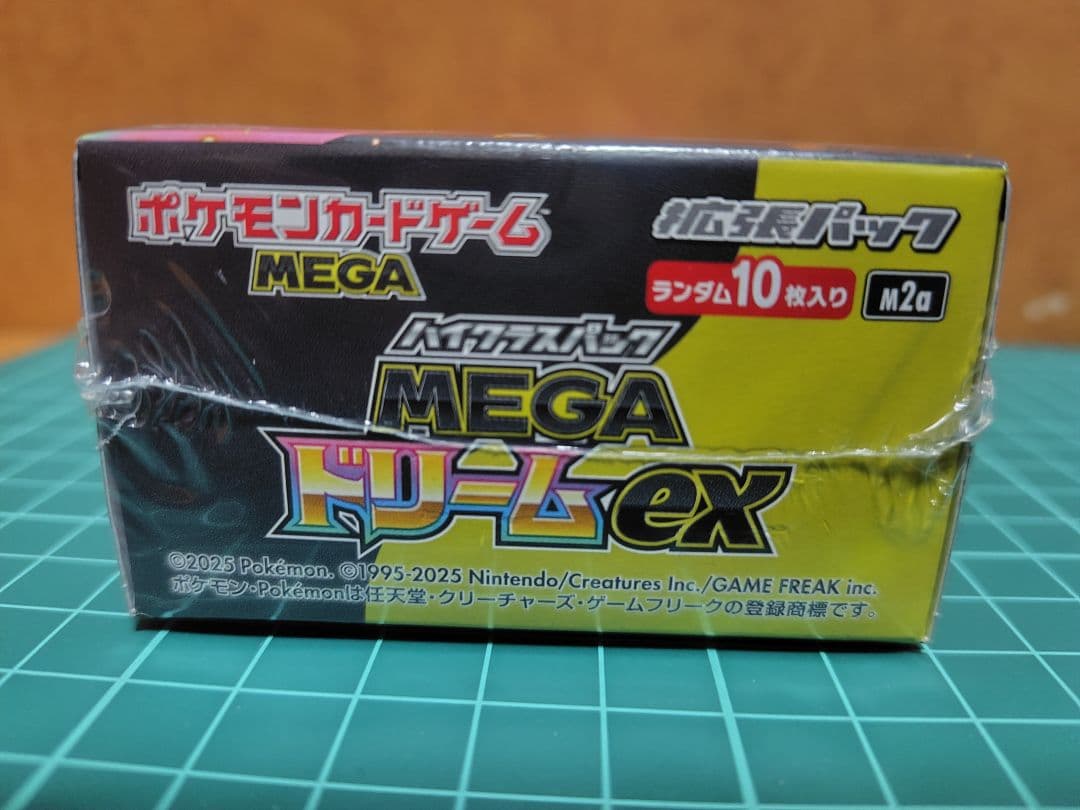 ポケモンカードゲーム
MEGA
拡張パック
ランダム10枚入り
M2a
ハイクラスパック
MEGA
ドリームex
©2025 Pokémon. ©1995-2025 Nintendo/Creatures Inc./GAME FREAK inc.
ポケモン・Pokémonは任天堂・クリーチャーズ・ゲームフリークの登録商標です。